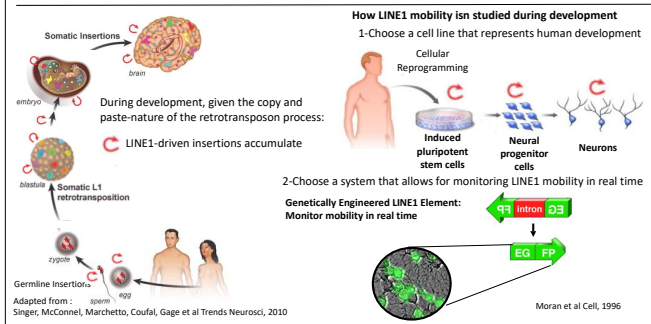 How LINE1 mobility isn studied during development
1-Choose a cell line that represents human development
Somatic Insertions
brain
embryo
During development, given the copy and
paste-nature of the retrotransposon process:
LINE1-driven insertions accumulate
blastula
Somatic L1
retrotransposition
zygote
Germline Insertions
sperm
egg
Adapted from :
Singer, McConnel, Marchetto, Coufal, Gage et al Trends Neurosci, 2010
Cellular
Reprogramming
Induced
pluripotent
stem cells
Neural
progenitor
cells
Neurons
2-Choose a system that allows for monitoring LINE1 mobility in real time
Genetically Engineered LINE1 Element:
Monitor mobility in real time
FP intron EG
EG FP
Moran et al Cell, 1996